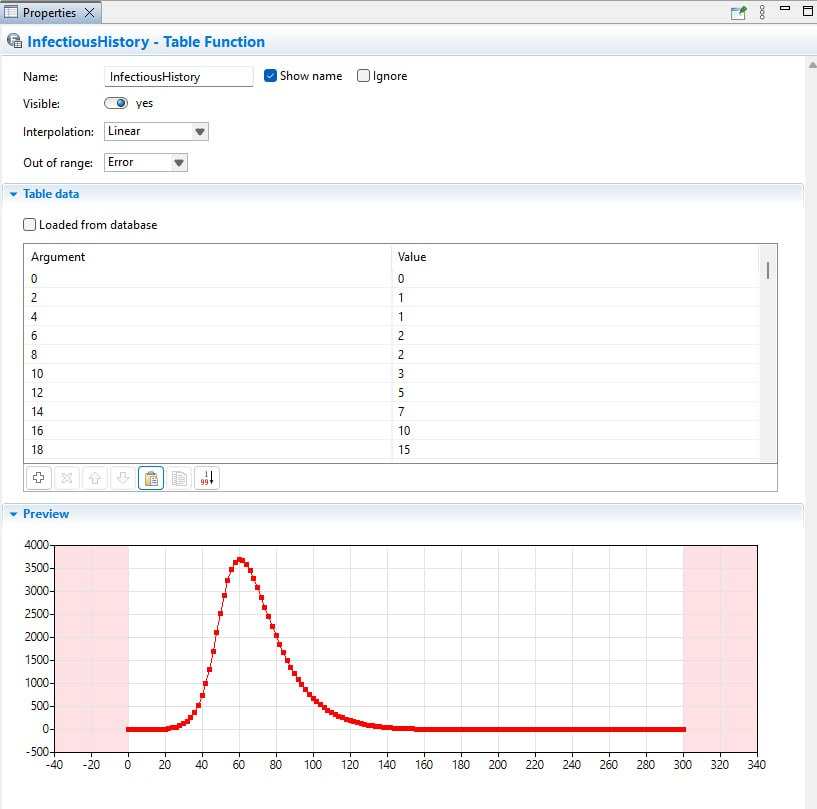 Properties
InfectiousHistory - Table Function
Name: InfectiousHistory Show name Ignore
Visible: yes
Interpolation: Linear
Out of range: Error
Table data
Loaded from database
Argument Value
0 0
2 1
4 1
6 2
8 2
10 3
12 5
14 7
16 10
18 15
Preview
4000
3500
3000
2500
2000
1500
1000
500
0
-500
-40 -20 0 20 40 60 80 100 120 140 160 180 200 220 240 260 280 300 320 340